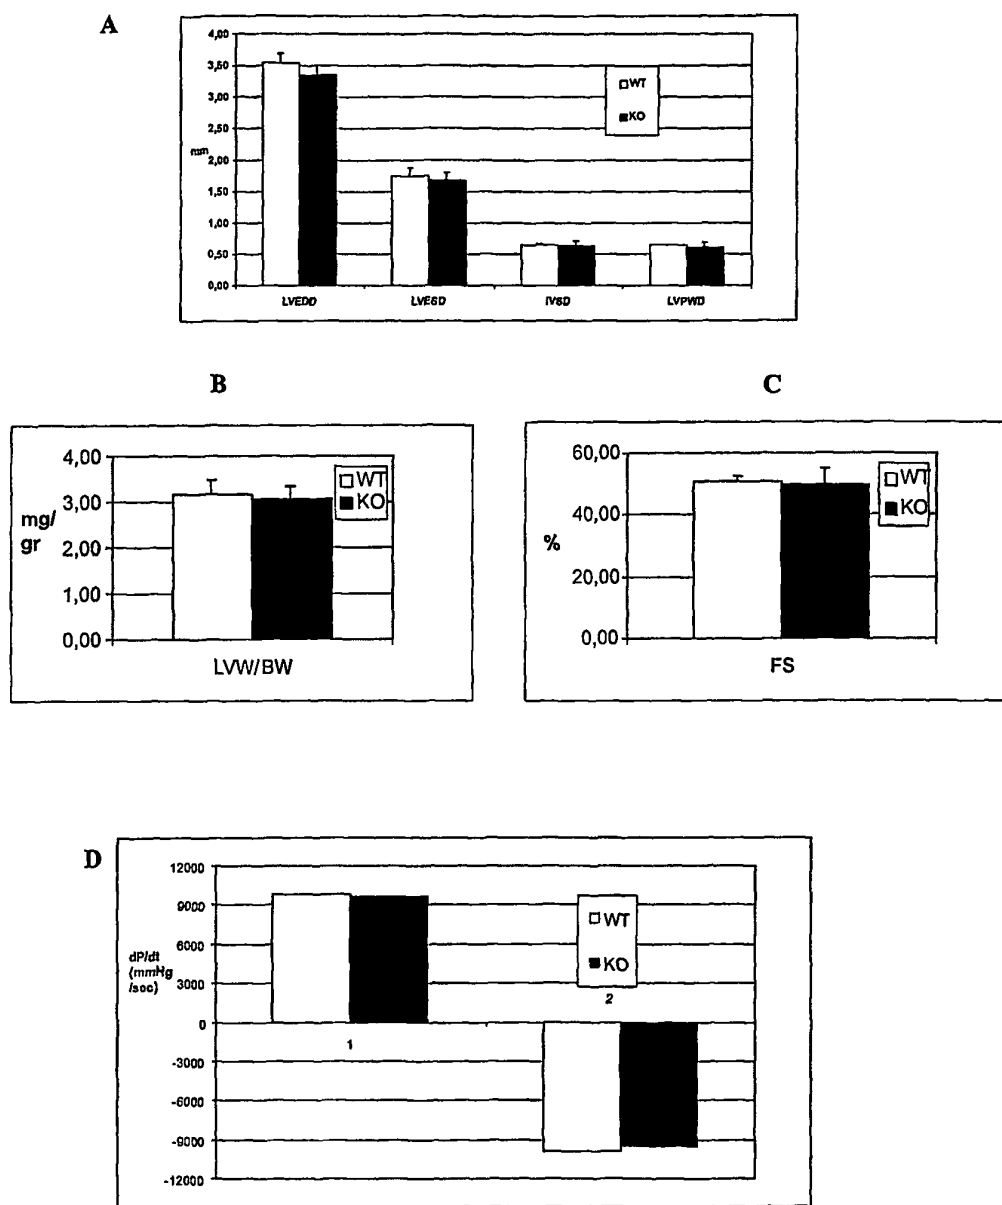 A
4,00
3,50
3,00
2,50
mm
2,00
1,50
1,00
0,50
0,00
WT
KO
LVEDD
LVESD
IVSD
LVPWD
B
C
4,00
3,00
2,00
1,00
0,00
mg/
gr
WT
KO
LVW/BW
60,00
40,00
20,00
0,00
%
WT
KO
FS
D
12000
9000
6000
3000
0
-3000
-6000
-9000
-12000
dP/dt
(mmHg
/soc)
WT
KO
1
2